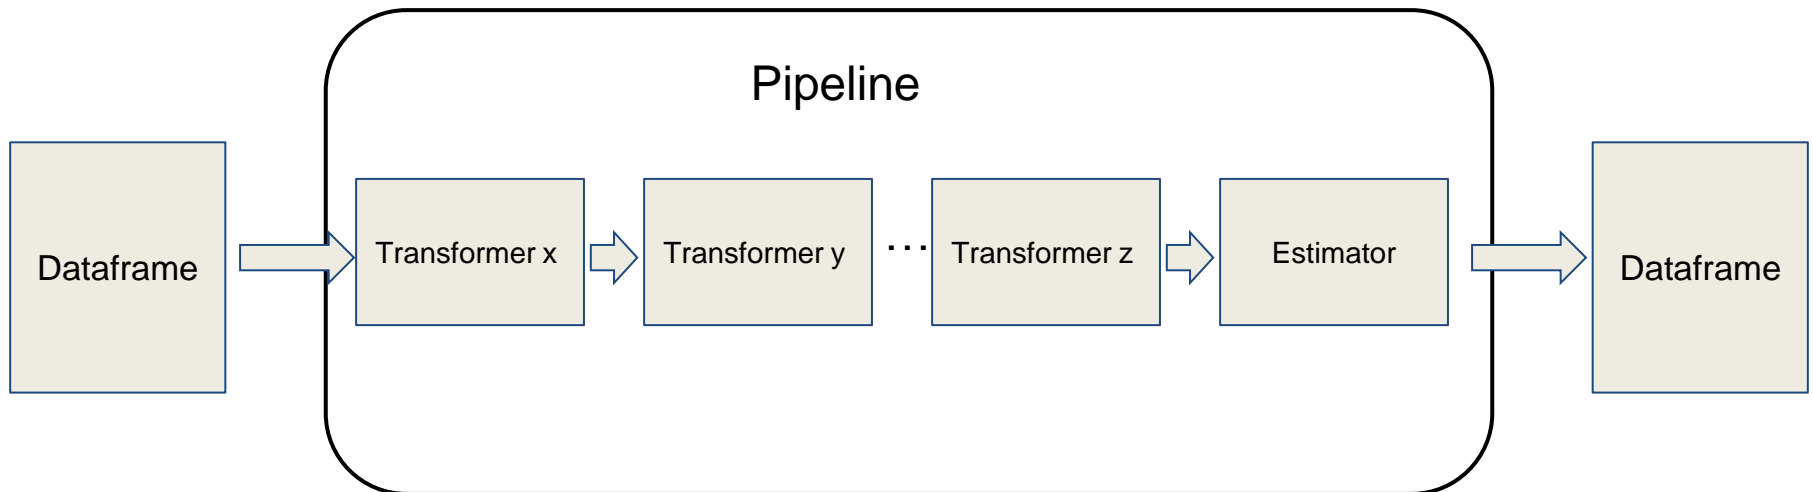 Pipeline
Dataframe
Transformer x
Transformer y
...
Transformer z
Estimator
Dataframe